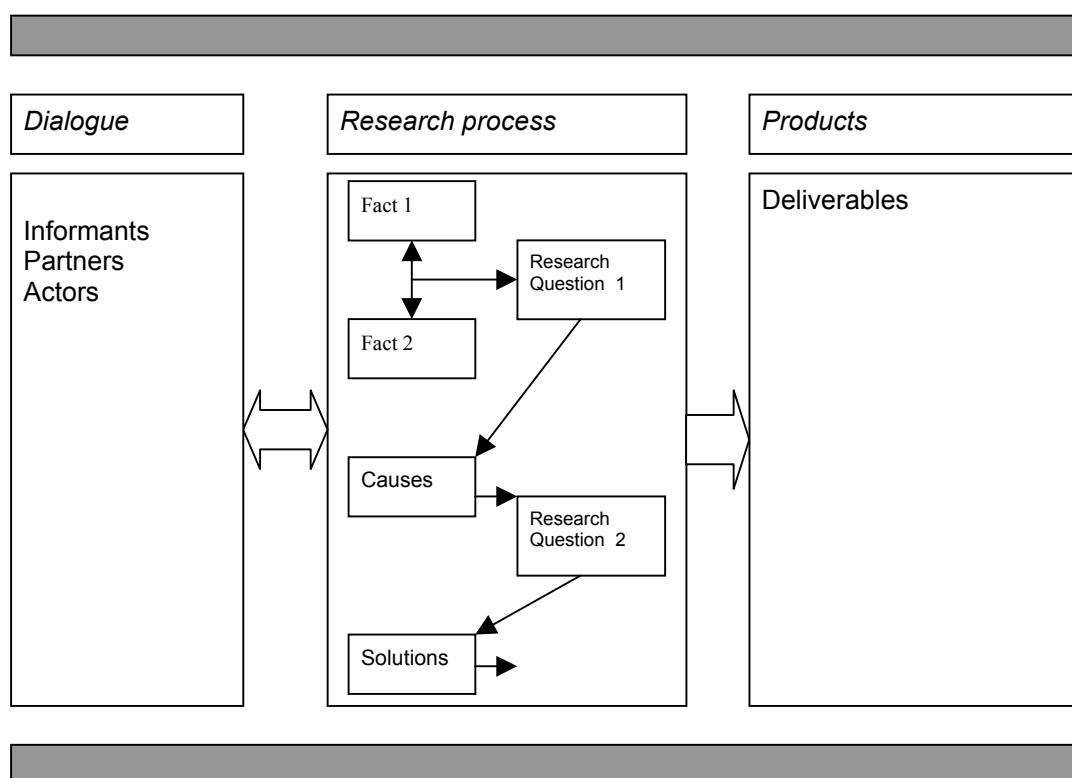 Dialogue
Research process
Products
Informants
Partners
Actors
Fact 1
Research
Question 1
Fact 2
Causes
Research
Question 2
Solutions
Deliverables